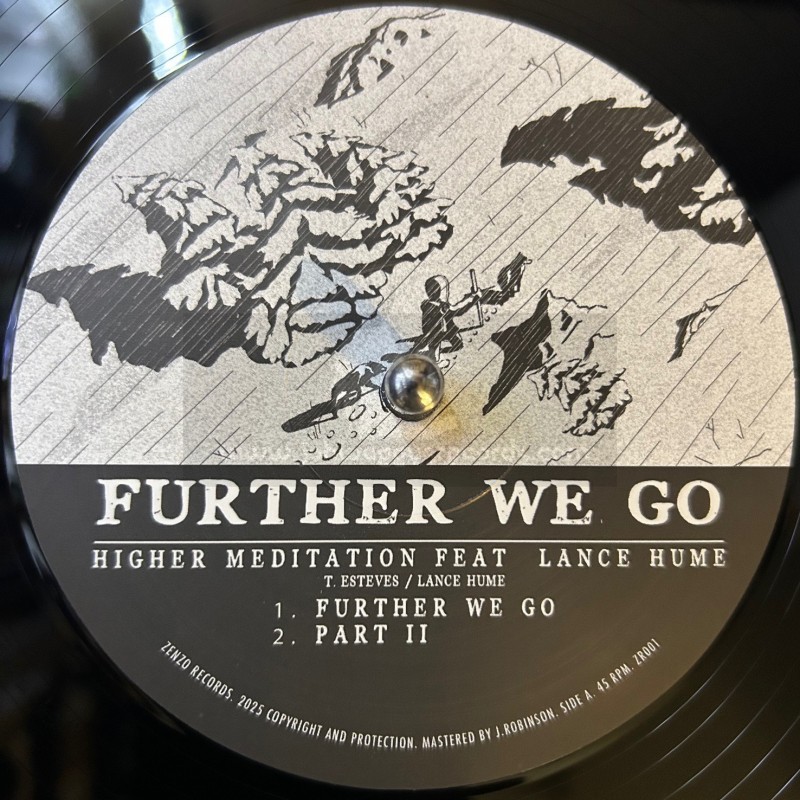 FURTHER WE GO
HIGHER MEDITATION FEAT LANCE HUME
T. ESTEVES / LANCE HUME
1. FURTHER WE GO
2. PART II
ZENZO RECORDS. 2025 COPYRIGHT AND PROTECTION. MASTERED BY J.ROBINSON. SIDE A. 45 RPM. ZR001